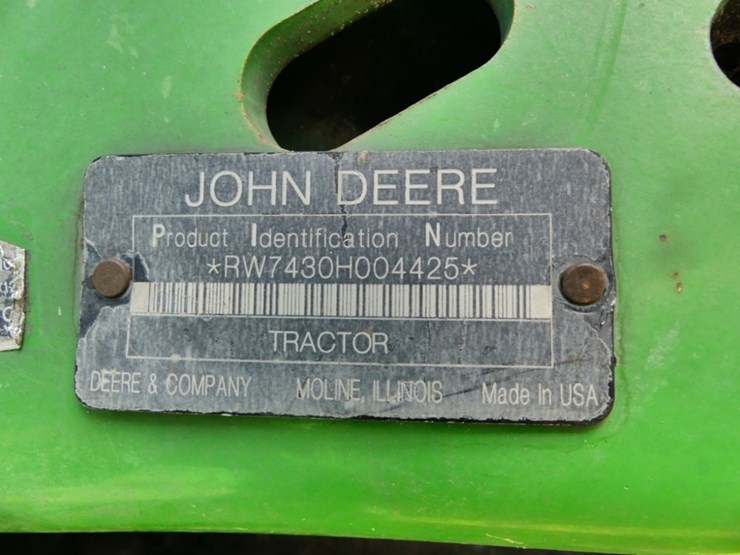 JOHN DEERE
Product Identification Number
*RW7430H004425*
TRACTOR
DEERE & COMPANY MOLINE, ILLINOIS Made In USA